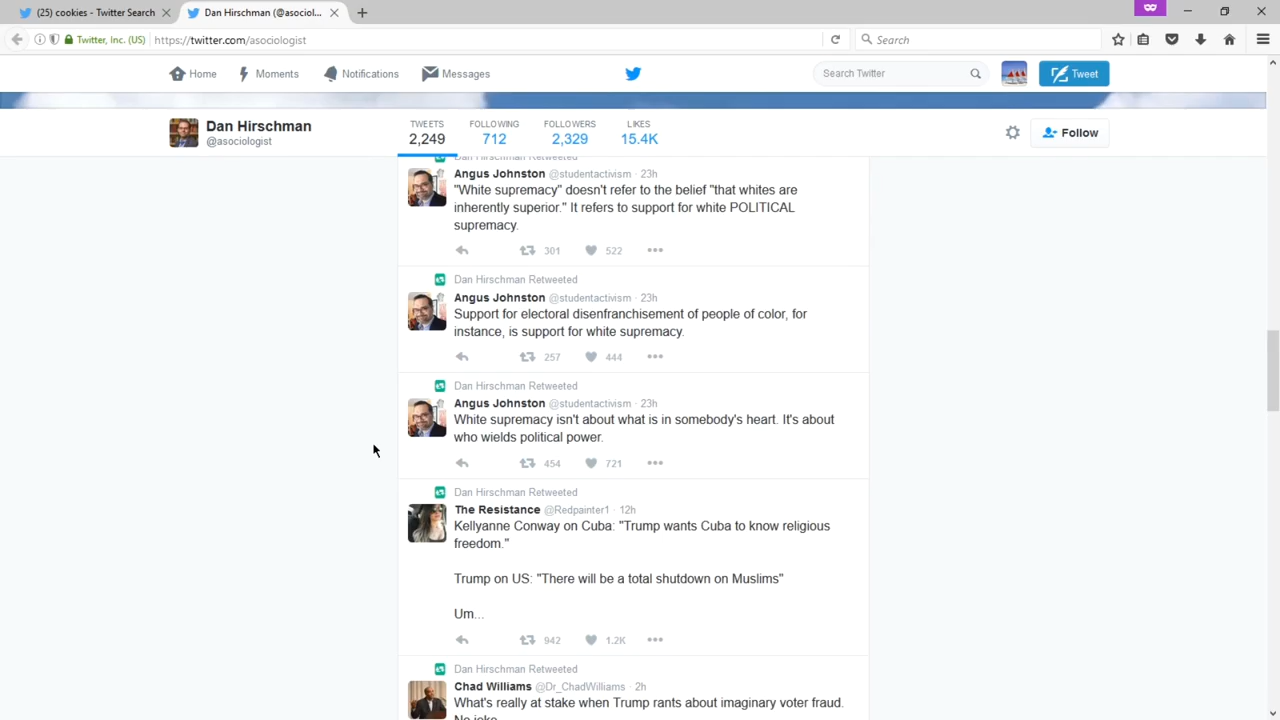 (25) cookies - Twitter Search
Dan Hirschman (@asociol...
Twitter, Inc. (US)
https://twitter.com/asociologist
Search
Home
Moments
Notifications
Messages
Search Twitter
Tweet
Dan Hirschman
@asociologist
TWEETS
2,249
FOLLOWING
712
FOLLOWERS
2,329
LIKES
15.4K
Follow
Dan Hirschman Retweeted
Angus Johnston @studentactivism · 23h
"White supremacy" doesn't refer to the belief "that whites are
inherently superior." It refers to support for white POLITICAL
supremacy.
301 522
Dan Hirschman Retweeted
Angus Johnston @studentactivism · 23h
Support for electoral disenfranchisement of people of color, for
instance, is support for white supremacy.
257 444
Dan Hirschman Retweeted
Angus Johnston @studentactivism · 23h
White supremacy isn't about what is in somebody's heart. It's about
who wields political power.
454 721
Dan Hirschman Retweeted
The Resistance @Redpainter1 · 12h
Kellyanne Conway on Cuba: "Trump wants Cuba to know religious
freedom."
Trump on US: "There will be a total shutdown on Muslims"
Um...
942 1.2K
Dan Hirschman Retweeted
Chad Williams @Dr_ChadWilliams · 2h
What's really at stake when Trump rants about imaginary voter fraud.
No joke